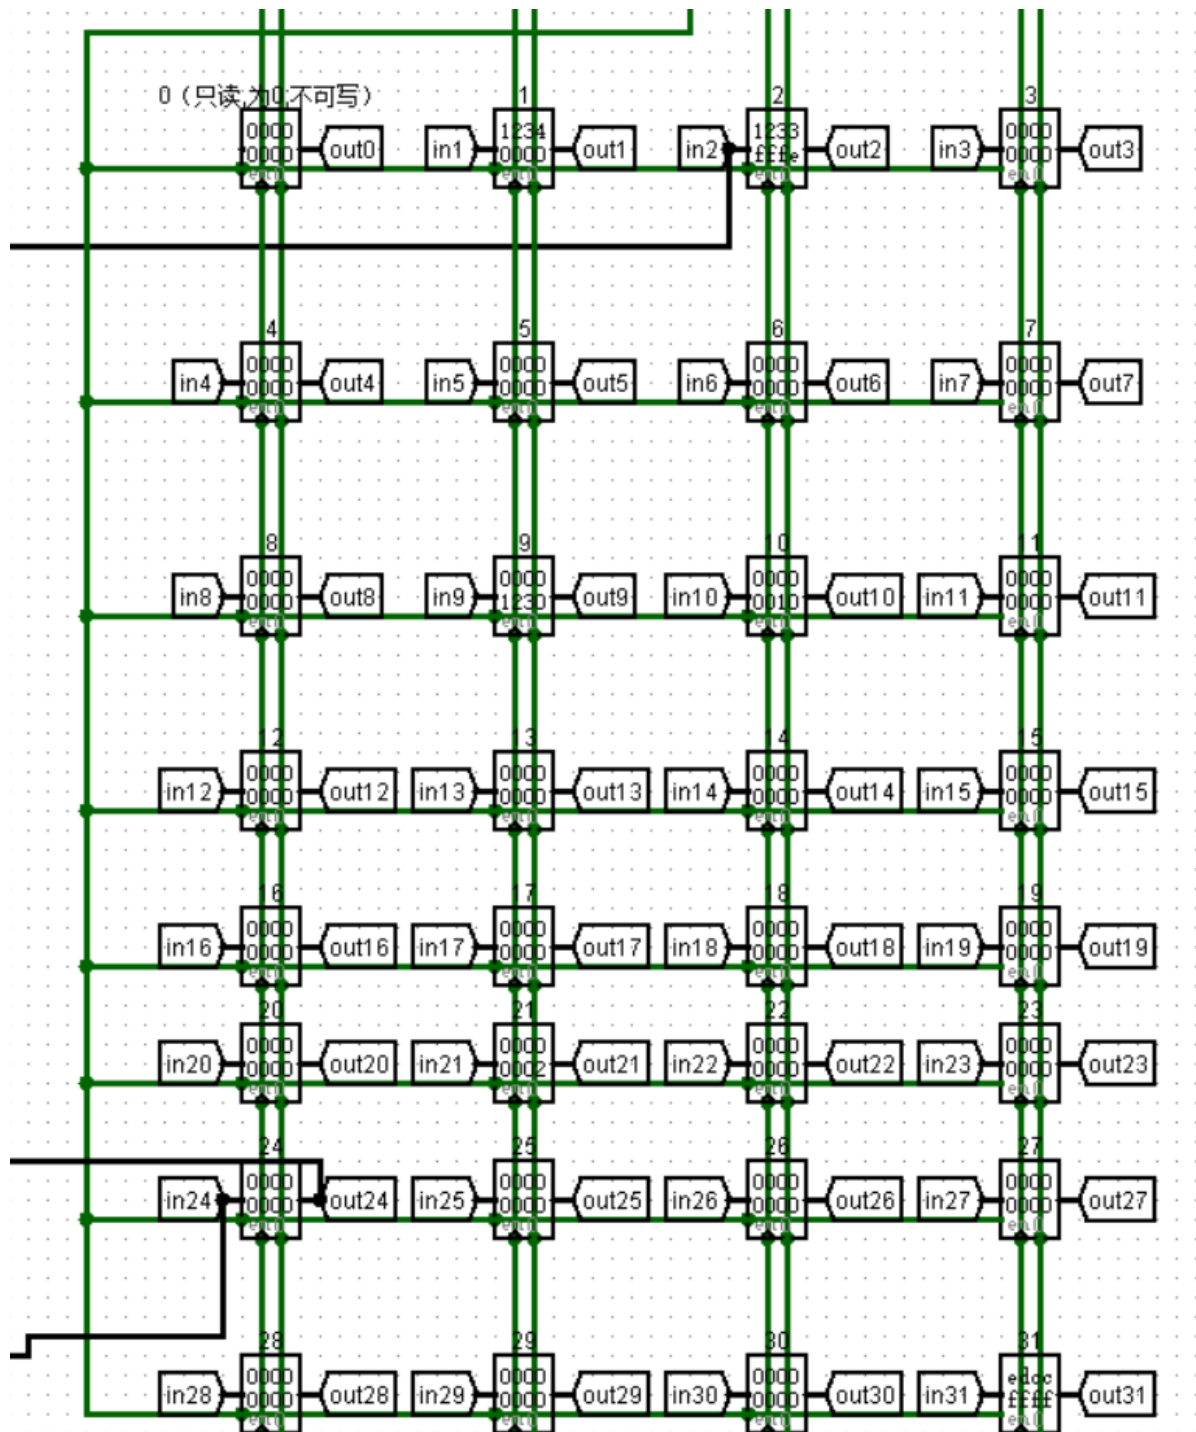 0（只读,为0,不可写） 1 2 3
0000 1234 1233 0000
out0 in1 out1 in2 out2 in3 out3
0000 0000 fffe 0000
4 5 6 7
0000 0000 0000 0000
in4 out4 in5 out5 in6 out6 in7 out7
0000 0000 0000 0000
8 9 10 11
0000 0000 0000 0000
in8 out8 in9 out9 in10 out10 in11 out11
0000 1230 0010 0000
12 13 14 15
0000 0000 0000 0000
in12 out12 in13 out13 in14 out14 in15 out15
0000 0000 0000 0000
16 17 18 19
0000 0000 0000 0000
in16 out16 in17 out17 in18 out18 in19 out19
0000 0000 0000 0000
20 21 22 23
0000 0000 0000 0000
in20 out20 in21 out21 in22 out22 in23 out23
0000 0002 0000 0000
24 25 26 27
0000 0000 0000 0000
in24 out24 in25 out25 in26 out26 in27 out27
0000 0000 0000 0000
28 29 30 31
0000 0000 0000 edcc
in28 out28 in29 out29 in30 out30 in31 out31
0000 0000 0000 ffff